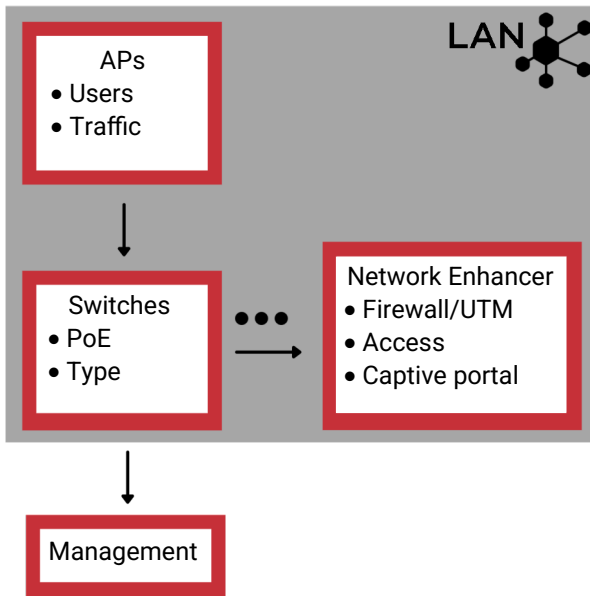 LAN
APs
• Users
• Traffic
Switches
• PoE
• Type
Network Enhancer
• Firewall/UTM
• Access
• Captive portal
Management